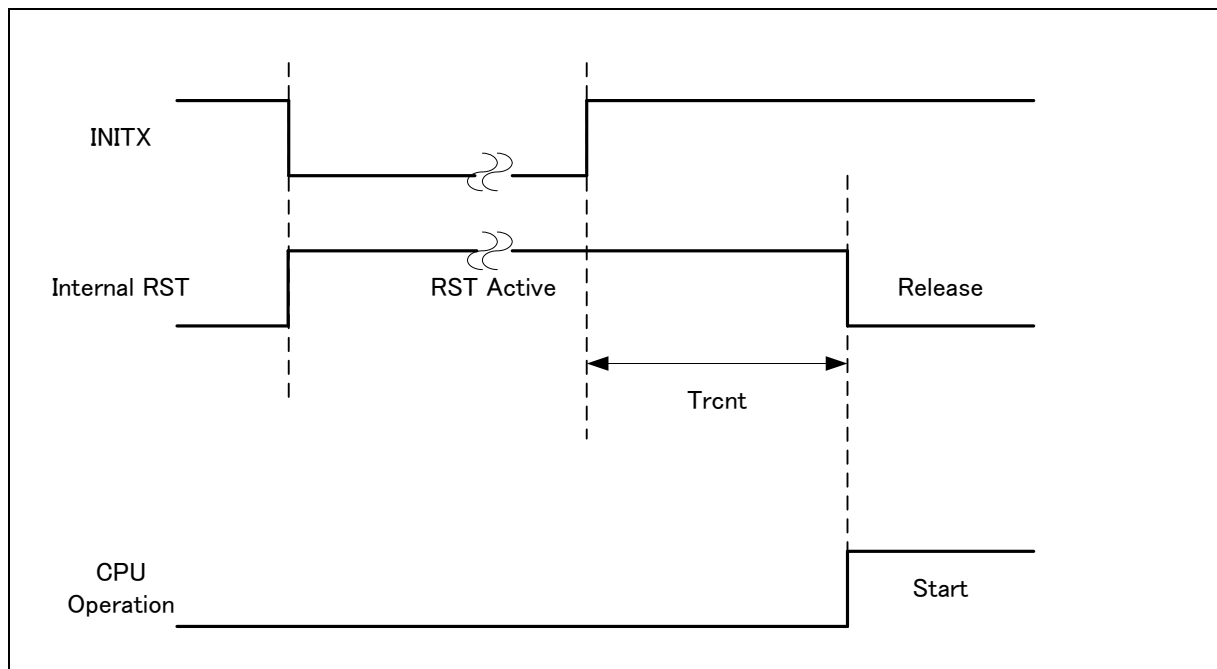 INITX
Internal RST
RST Active
Release
Trcnt
CPU
Operation
Start